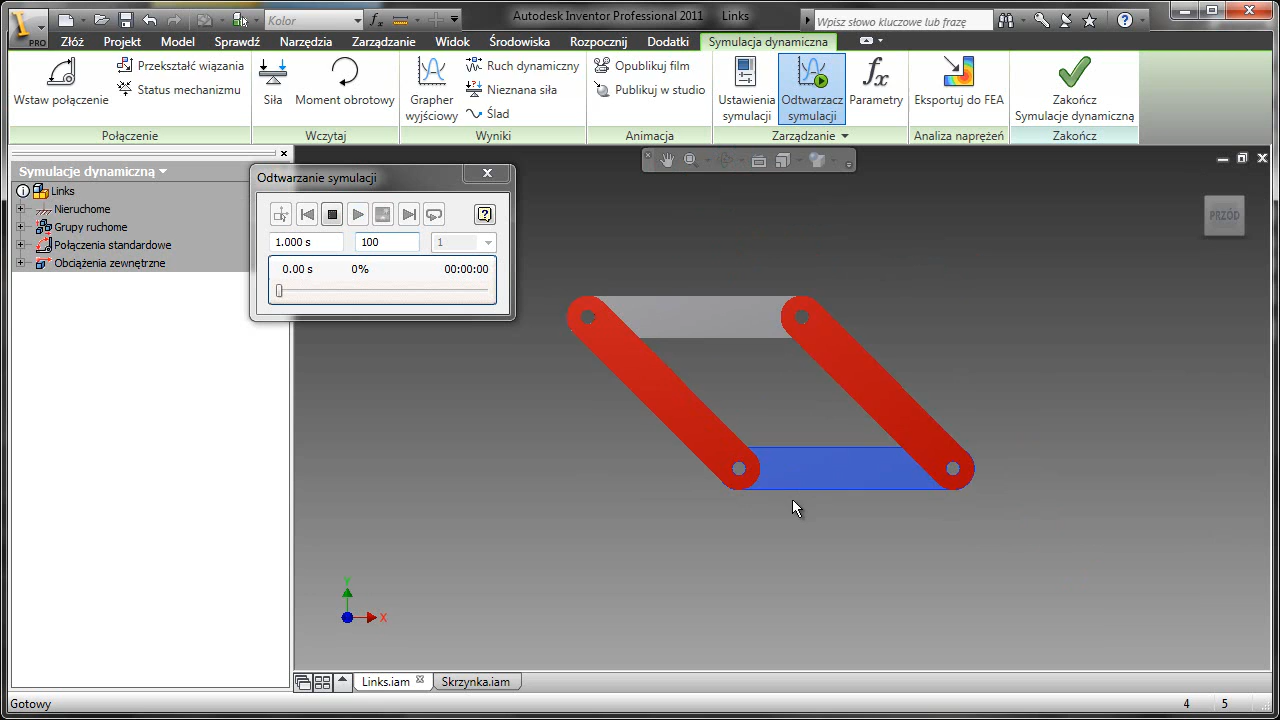 PRO
Kolor
fx
Autodesk Inventor Professional 2011 Links
Wpisz słowo kluczowe lub frazę
Złóż Projekt Model Sprawdź Narzędzia Zarządzanie Widok Środowiska Rozpocznij Dodatki Symulacja dynamiczna
Wstaw połączenie
Przekształć wiązania
Status mechanizmu
Połączenie
Siła
Moment obrotowy
Wczytaj
Grapher
wyjściowy
Ruch dynamiczny
Nieznana siła
Ślad
Wyniki
Opublikuj film
Publikuj w studio
Animacja
Ustawienia
symulacji
Odtwarzacz
symulacji
fx
Parametry
Zarządzanie
Eksportuj do FEA
Analiza naprężeń
Zakończ
Symulacje dynamiczną
Zakończ
Symulacje dynamiczną
Links
Nieruchome
Grupy ruchome
Połączenia standardowe
Obciążenia zewnętrzne
Odtwarzanie symulacji
1.000 s 100 1
0.00 s 0% 00:00:00
PRZÓD
Y
X
Links.iam Skrzynka.iam
Gotowy 4 5